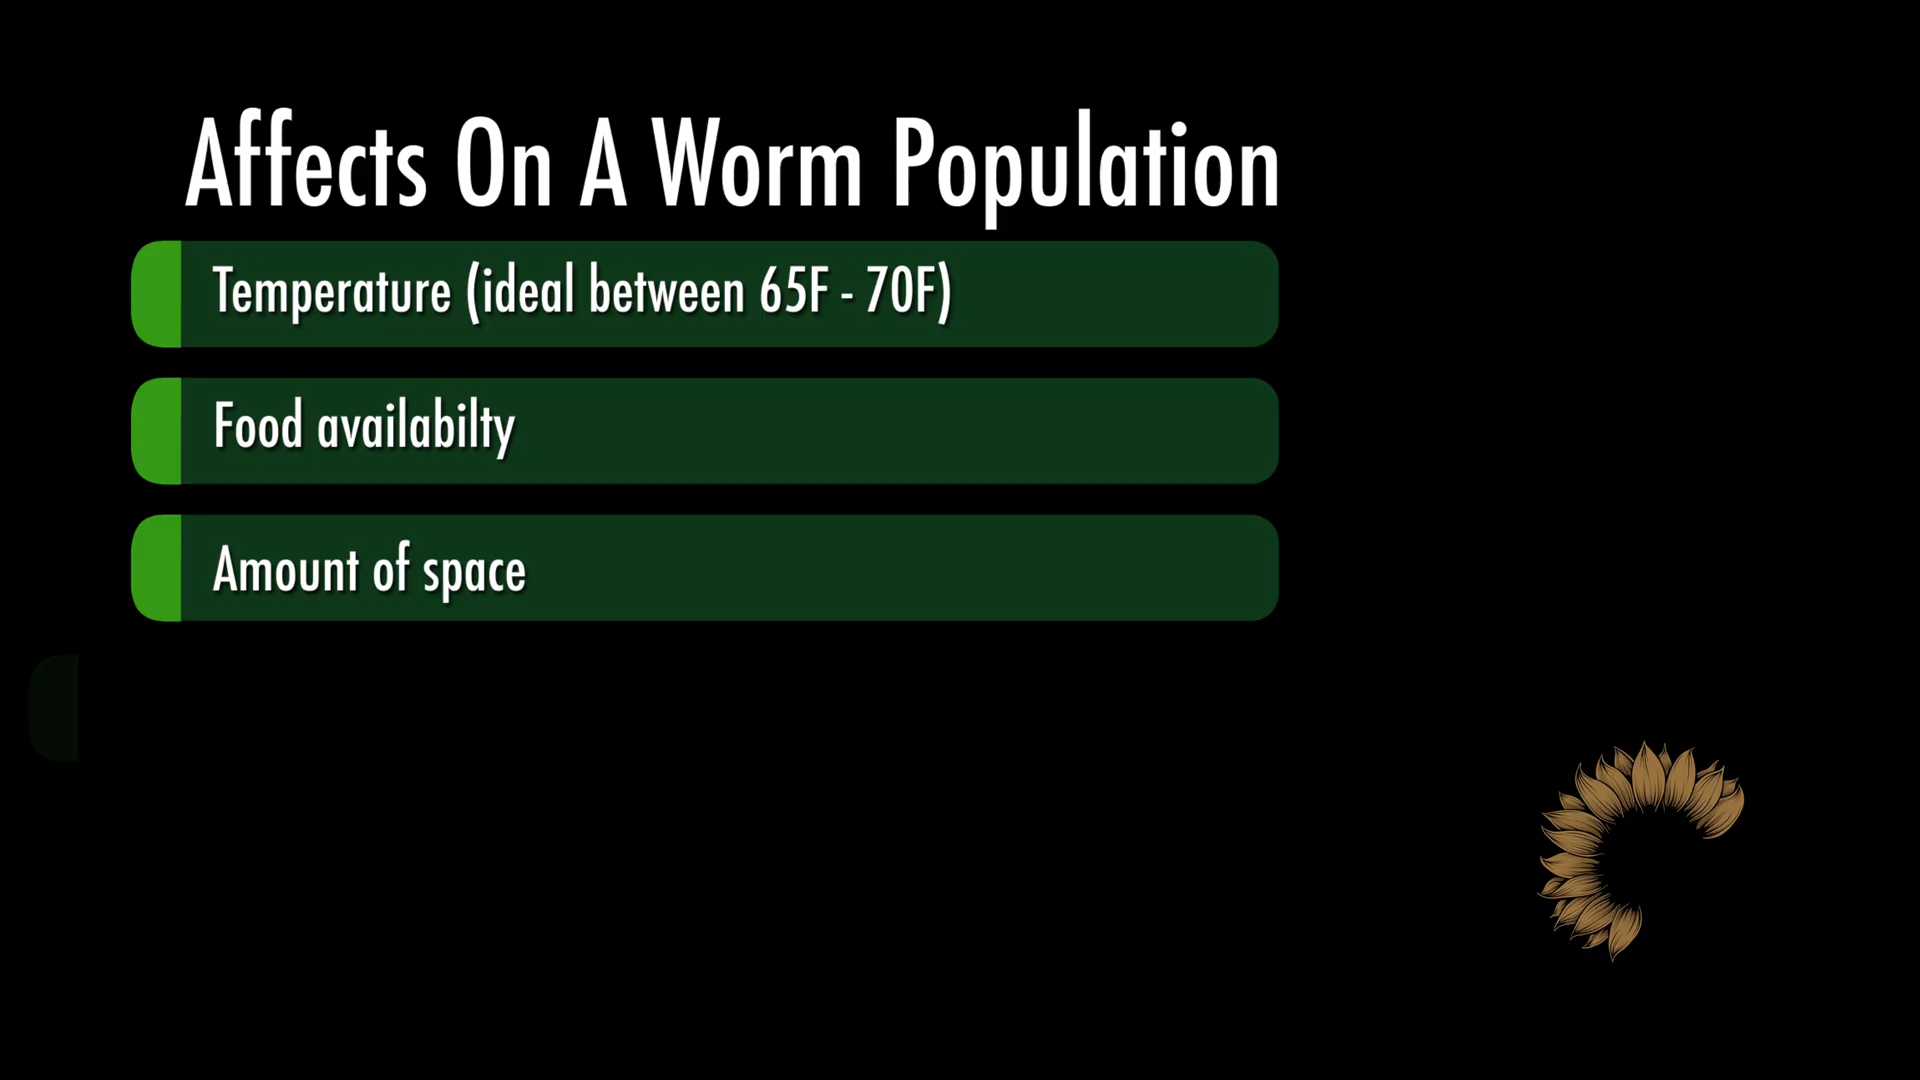 Affects On A Worm Population
Temperature (ideal between 65F - 70F)
Food availabilty
Amount of space